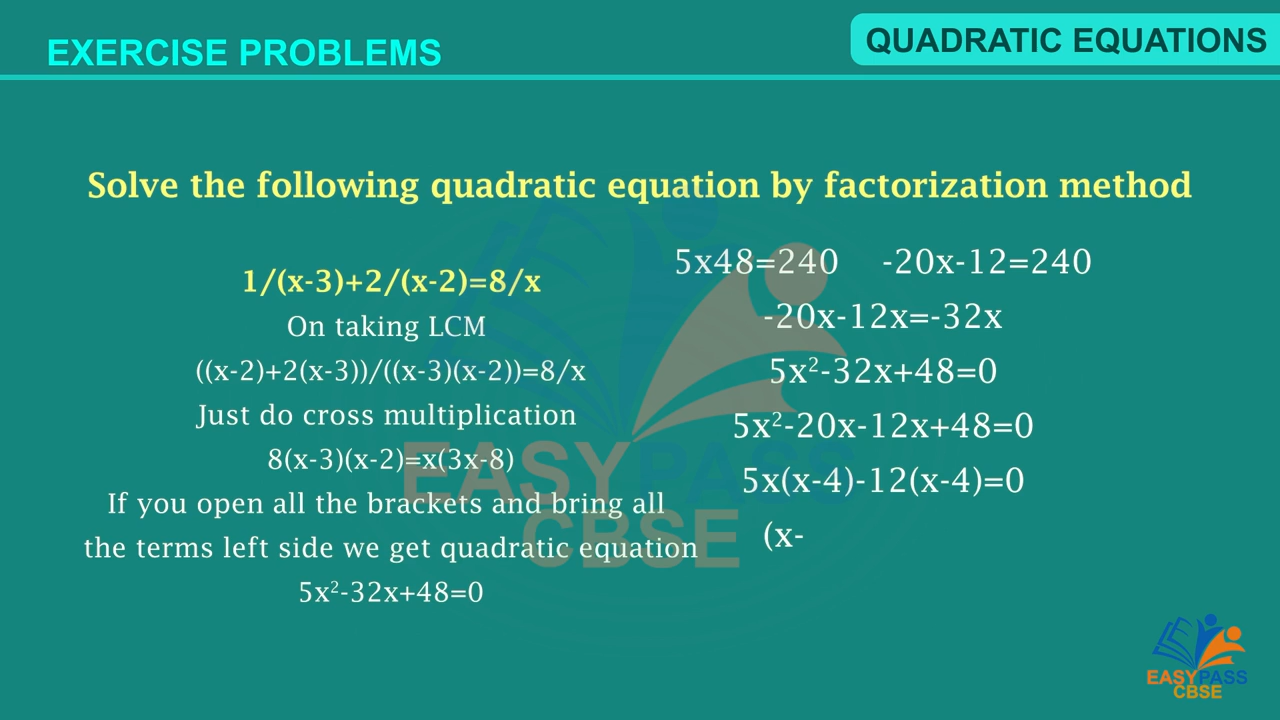 EXERCISE PROBLEMS
QUADRATIC EQUATIONS
Solve the following quadratic equation by factorization method
1/(x-3)+2/(x-2)=8/x
On taking LCM
((x-2)+2(x-3))/((x-3)(x-2))=8/x
Just do cross multiplication
8(x-3)(x-2)=x(3x-8)
If you open all the brackets and bring all
the terms left side we get quadratic equation
5x²-32x+48=0
5x48=240 -20x-12=240
-20x-12x=-32x
5x²-32x+48=0
5x²-20x-12x+48=0
5x(x-4)-12(x-4)=0
(x-
EASYPASS
CBSE
EASYPASS
CBSE